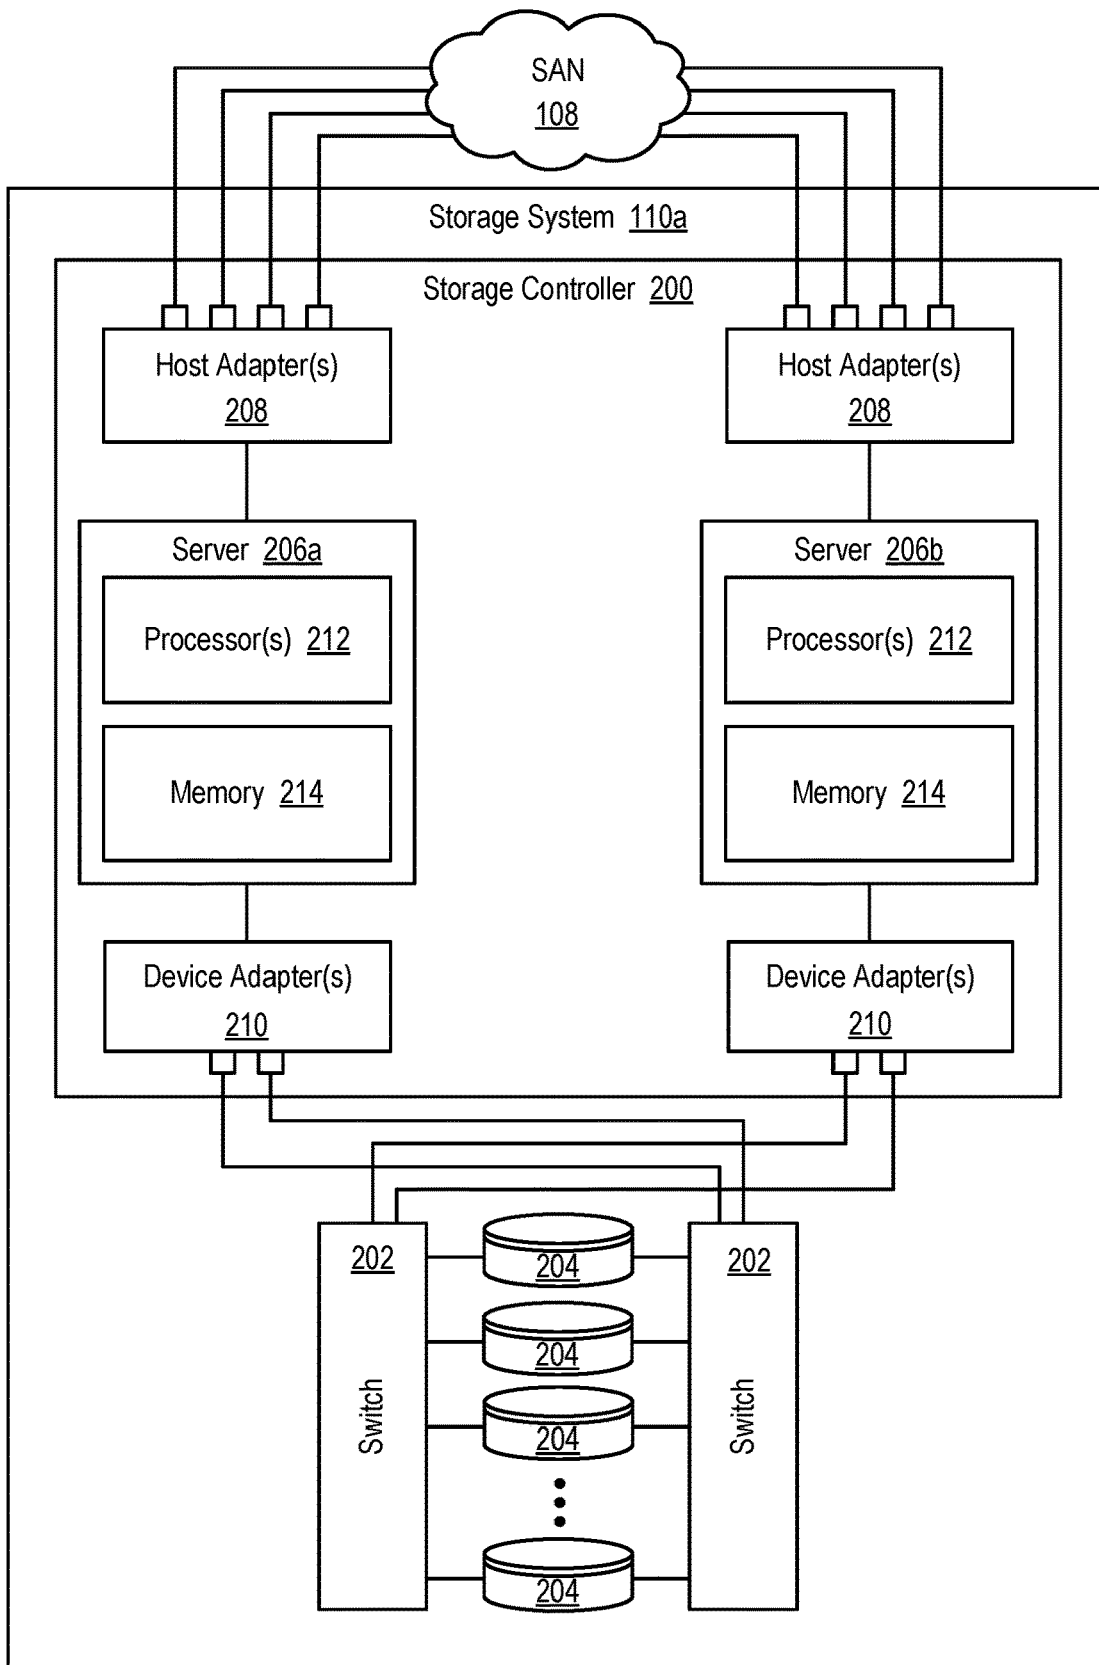 SAN
108
Storage System 110a
Storage Controller 200
Host Adapter(s)
208
Host Adapter(s)
208
Server 206a
Server 206b
Processor(s) 212
Processor(s) 212
Memory 214
Memory 214
Device Adapter(s)
210
Device Adapter(s)
210
202
204
202
204
204
Switch
Switch
204